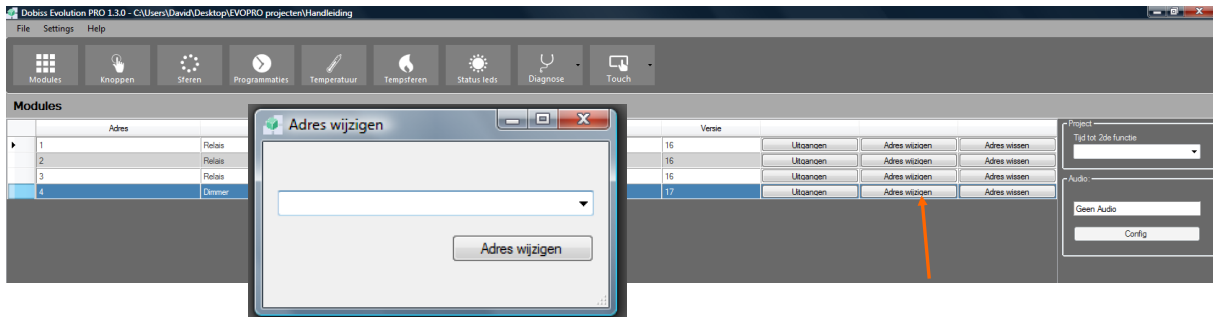 Dobiss Evolution PRO 1.3.0 - C:\Users\David\Desktop\EVOPRO projecten\Handleiding
File Settings Help
Modules Knoppen Sferen Programmaties Temperatuur Tempsferen Status leds Diagnose Touch
Modules
Adres Versie
1 Relais 16 Uitgangen Adres wijzigen Adres wissen
2 Relais 16 Uitgangen Adres wijzigen Adres wissen
3 Relais 16 Uitgangen Adres wijzigen Adres wissen
4 Dimmer 17 Uitgangen Adres wijzigen Adres wissen
Adres wijzigen
Adres wijzigen
Project
Tijd tot 2de functie
Audio:
Geen Audio
Config